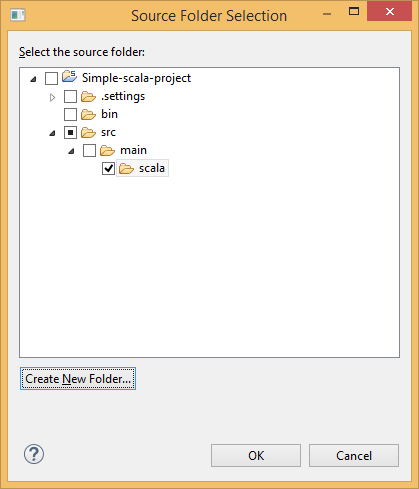 Source Folder Selection
Select the source folder:
Simple-scala-project
.settings
bin
src
main
scala
Create New Folder...
?
OK Cancel